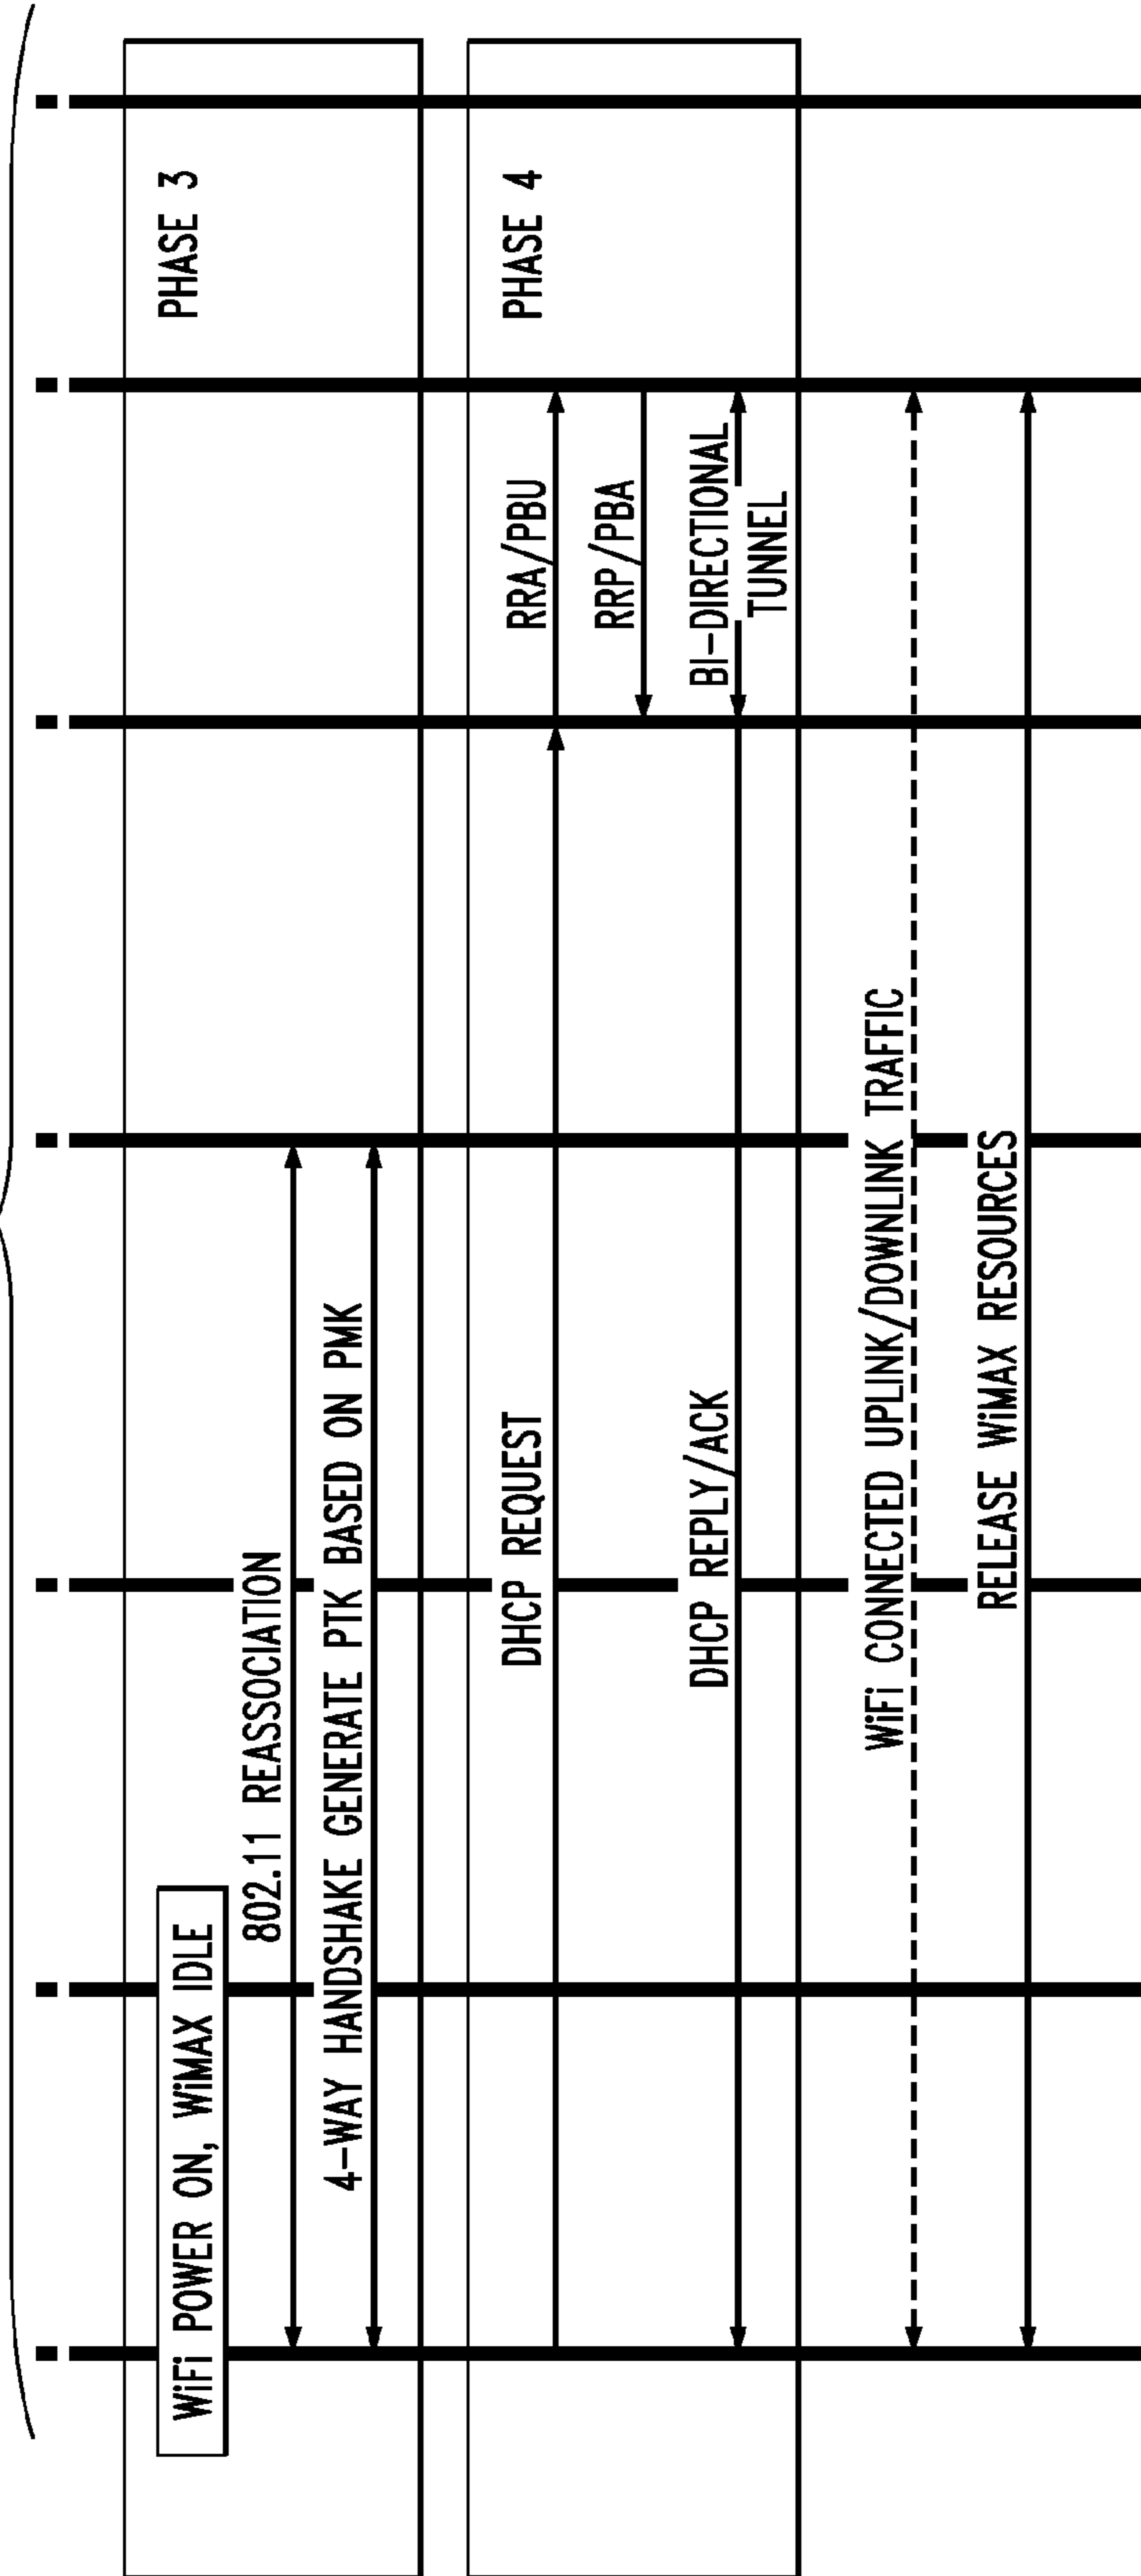 PHASE 3
WiFi POWER ON, WiMAX IDLE
802.11 REASSOCIATION
4-WAY HANDSHAKE GENERATE PTK BASED ON PMK
PHASE 4
DHCP REQUEST
RRA/PBU
RRP/PBA
DHCP REPLY/ACK
BI-DIRECTIONAL
TUNNEL
WiFi CONNECTED UPLINK/DOWNLINK TRAFFIC
RELEASE WiMAX RESOURCES